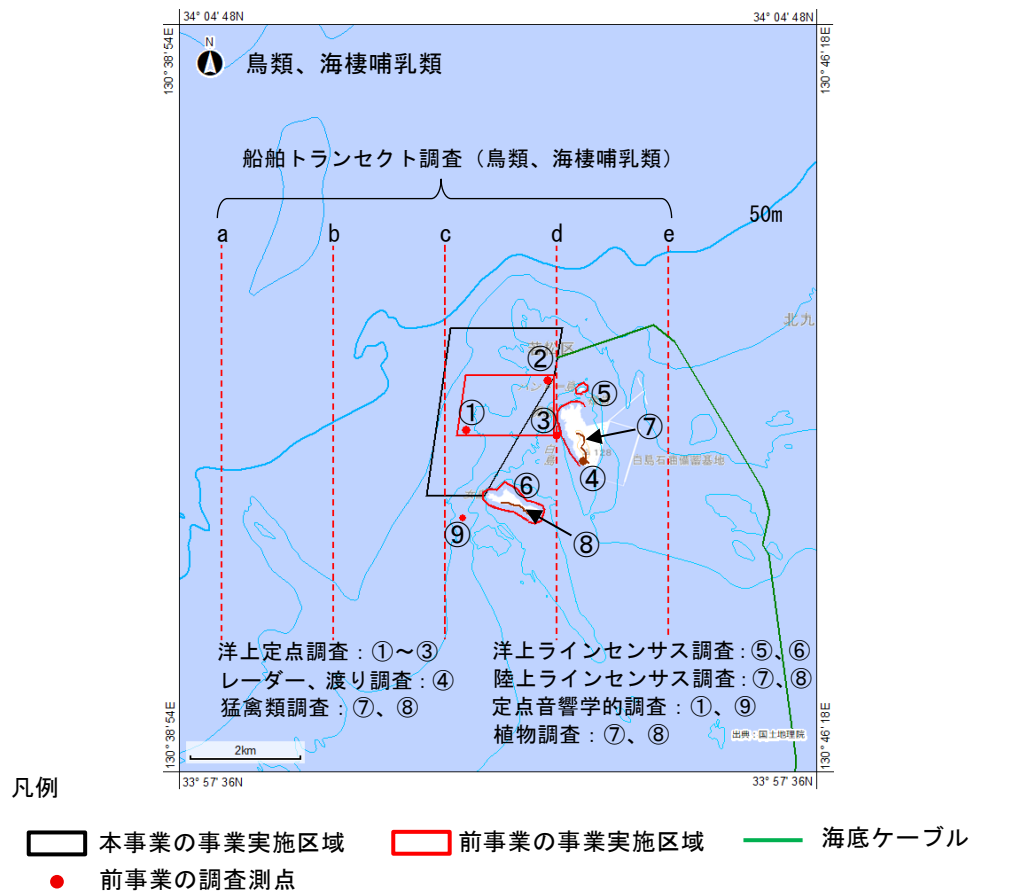 34° 04′ 48N
34° 04′ 48N
130° 38′ 54E
130° 46′ 18E
N
鳥類、海棲哺乳類
船舶トランセクト調査（鳥類、海棲哺乳類）
50m
a b c d e
北九
②
⑤
①
③
⑦
128
白島石油備蓄基地
④
⑥
⑨
⑧
洋上定点調査：①～③
レーダー、渡り調査：④
猛禽類調査：⑦、⑧
洋上ラインセンサス調査：⑤、⑥
陸上ラインセンサス調査：⑦、⑧
定点音響学的調査：①、⑨
植物調査：⑦、⑧
出典：国土地理院
2km
130° 38′ 54E
130° 46′ 18E
33° 57′ 36N
33° 57′ 36N
凡例
本事業の事業実施区域
前事業の事業実施区域
海底ケーブル
前事業の調査測点